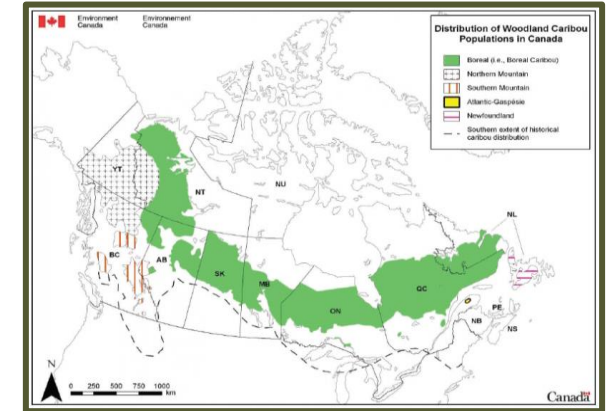 Environment
Canada
Environnement
Canada
Distribution of Woodland Caribou
Populations in Canada
Boreal (i.e., Boreal Caribou)
Northern Mountain
Southern Mountain
Atlantic-Gaspésie
Newfoundland
Southern extent of historical
caribou distribution
YT
NT
NU
NL
BC
AB
SK
MB
ON
QC
PE
NB
NS
N
0 250 500 750 1000
km
Canada